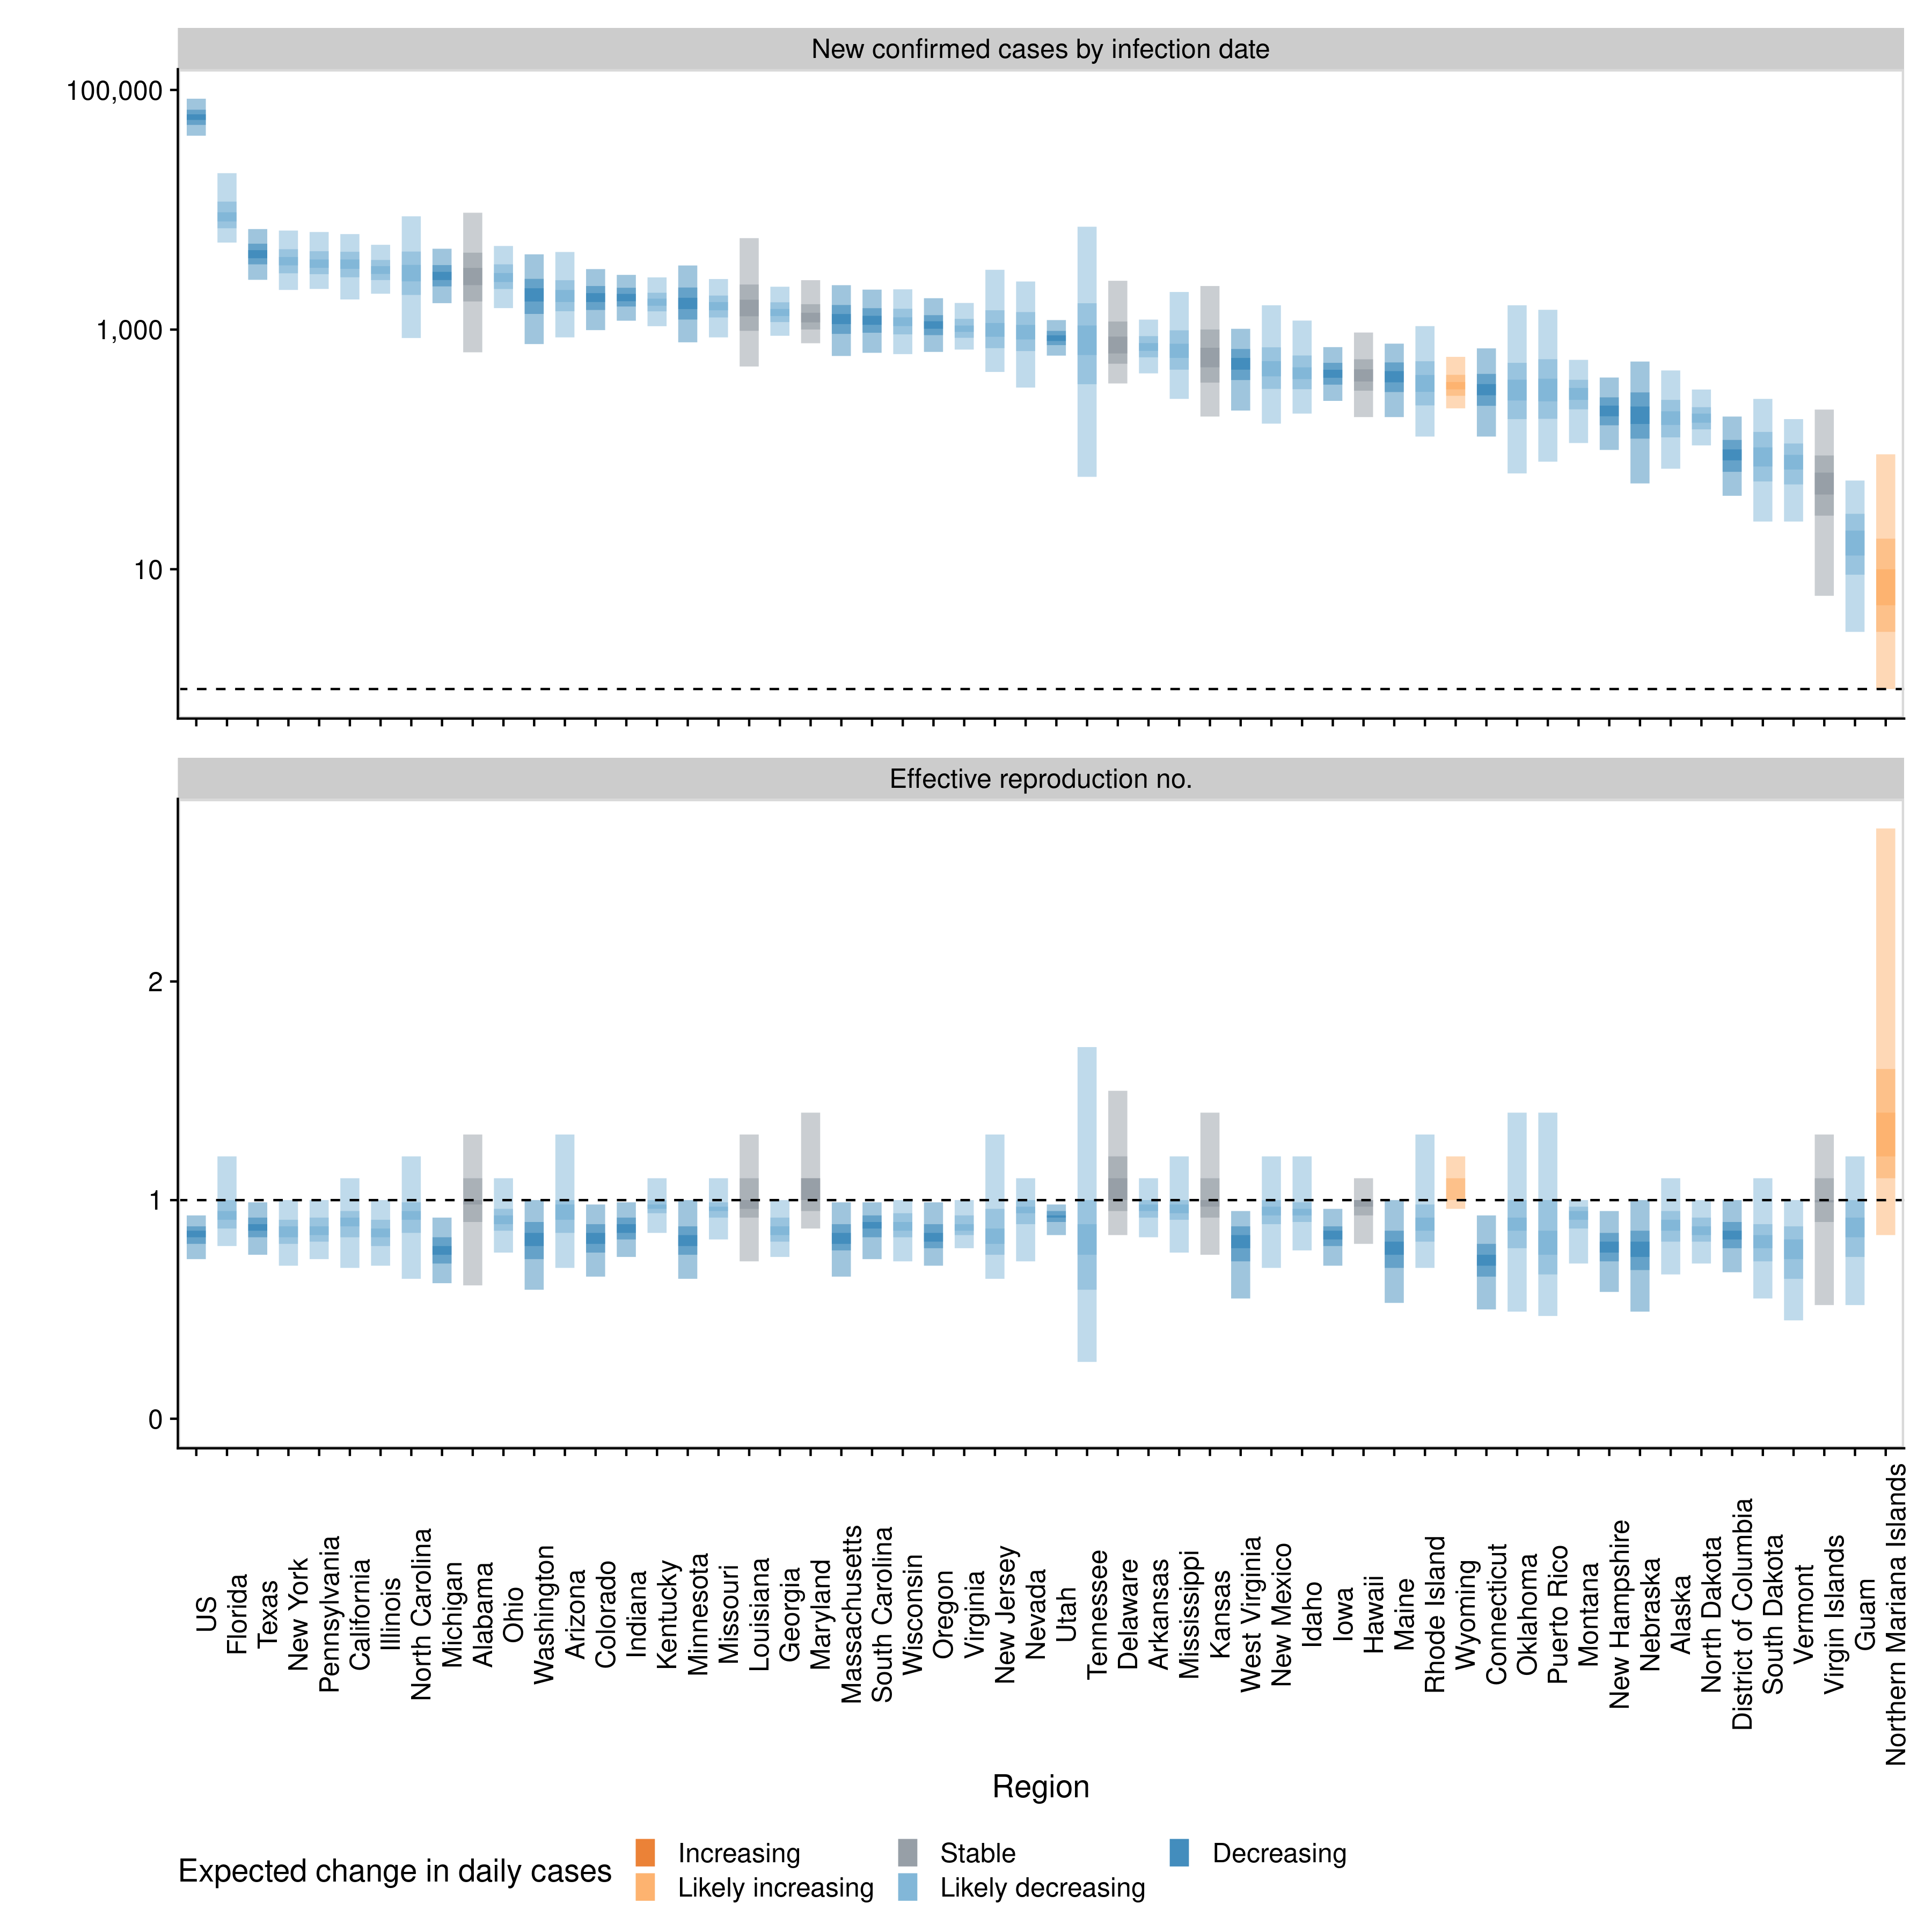 New confirmed cases by infection date
100,000
1,000
10
Effective reproduction no.
2
1
0
US
Florida
Texas
New York
Pennsylvania
California
Illinois
North Carolina
Michigan
Alabama
Ohio
Washington
Arizona
Colorado
Indiana
Kentucky
Minnesota
Missouri
Louisiana
Georgia
Maryland
Massachusetts
South Carolina
Wisconsin
Oregon
Virginia
New Jersey
Nevada
Utah
Tennessee
Delaware
Arkansas
Mississippi
Kansas
West Virginia
New Mexico
Idaho
Iowa
Hawaii
Maine
Rhode Island
Wyoming
Connecticut
Oklahoma
Puerto Rico
Montana
New Hampshire
Nebraska
Alaska
North Dakota
District of Columbia
South Dakota
Vermont
Virgin Islands
Guam
Northern Mariana Islands
Region
Expected change in daily cases
Increasing
Stable
Decreasing
Likely increasing
Likely decreasing